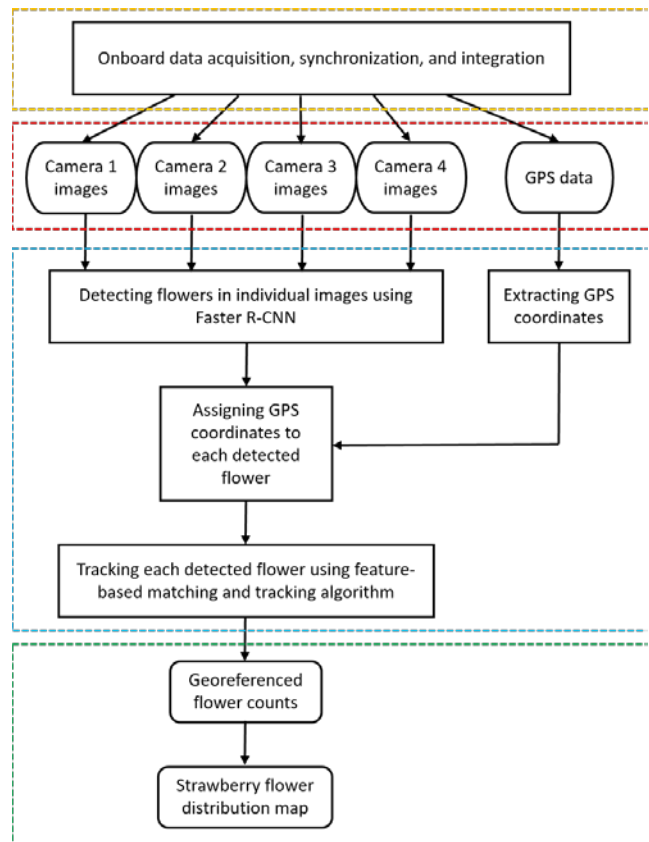 Onboard data acquisition, synchronization, and integration
Camera 1
images
Camera 2
images
Camera 3
images
Camera 4
images
GPS data
Detecting flowers in individual images using
Faster R-CNN
Extracting GPS
coordinates
Assigning GPS
coordinates to
each detected
flower
Tracking each detected flower using feature-
based matching and tracking algorithm
Georeferenced
flower counts
Strawberry flower
distribution map